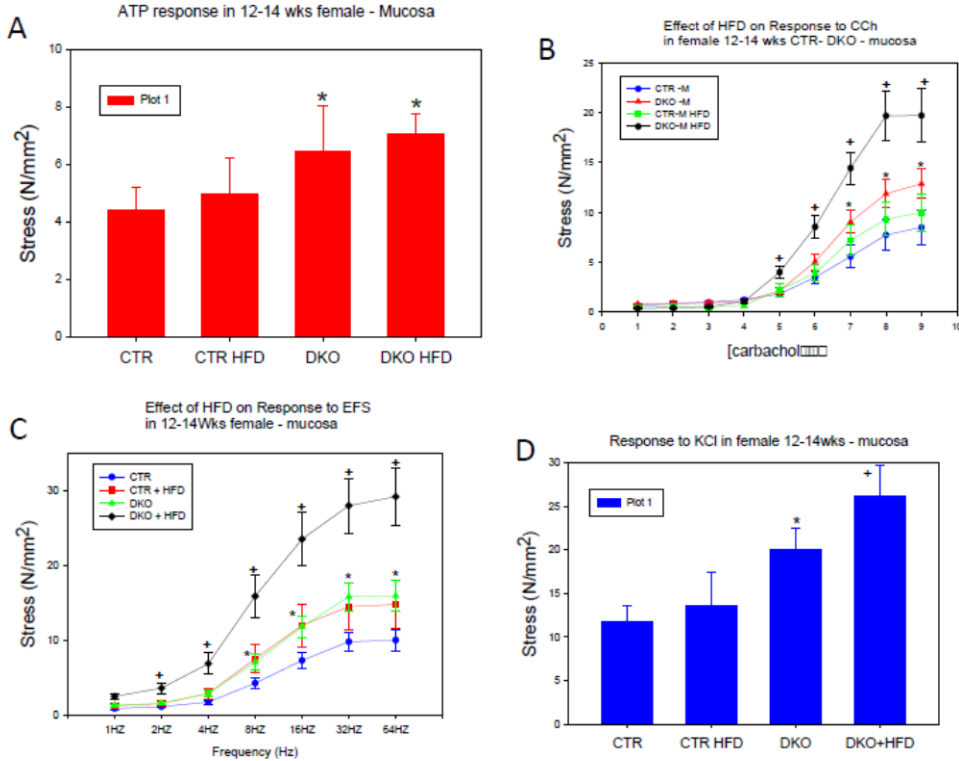 A
ATP response in 12-14 wks female - Mucosa
Stress (N/mm²)
10
8
6
4
2
0
Plot 1
*
*
CTR
CTR HFD
DKO
DKO HFD
B
Effect of HFD on Response to CCh
in female 12-14 wks CTR- DKO - mucosa
Stress (N/mm²)
25
20
15
10
5
0
CTR -M
DKO -M
CTR-M HFD
DKO-M HFD
+
+
+
+
+
*
*
*
0 1 2 3 4 5 6 7 8 9 10
[carbachol□□□□
C
Effect of HFD on Response to EFS
in 12-14Wks female - mucosa
Stress (N/mm²)
30
20
10
0
CTR
CTR + HFD
DKO
DKO + HFD
+
+
+
+
+
+
*
*
*
*
1HZ 2HZ 4HZ 8HZ 16HZ 32HZ 64HZ
Frequency (Hz)
D
Response to KCl in female 12-14wks - mucosa
Stress (N/mm²)
30
25
20
15
10
5
0
Plot 1
*
+
CTR
CTR HFD
DKO
DKO+HFD